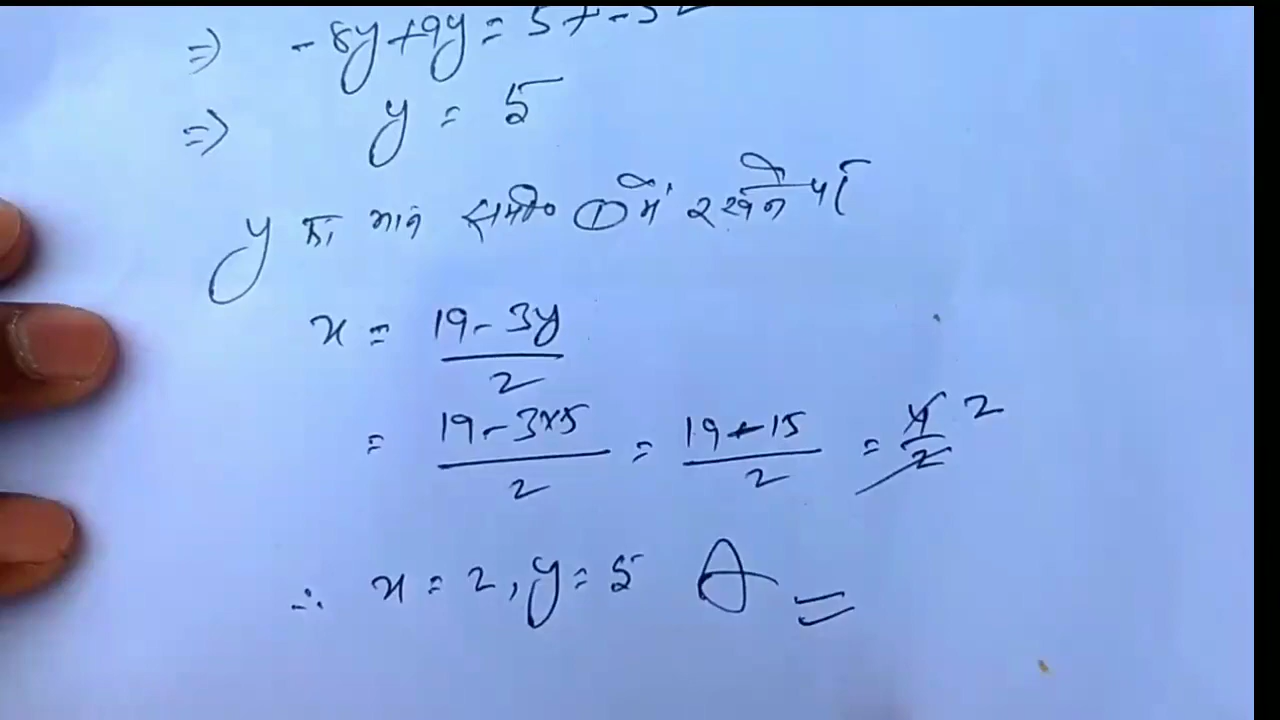 ⇒ -8y+9y = 57-52
⇒ y = 5
y का मान समी० ① में रखने पर
x = 19-3y/2
= 19-3×5/2 = 19-15/2 = 4/2 2
∴ x = 2, y = 5 A